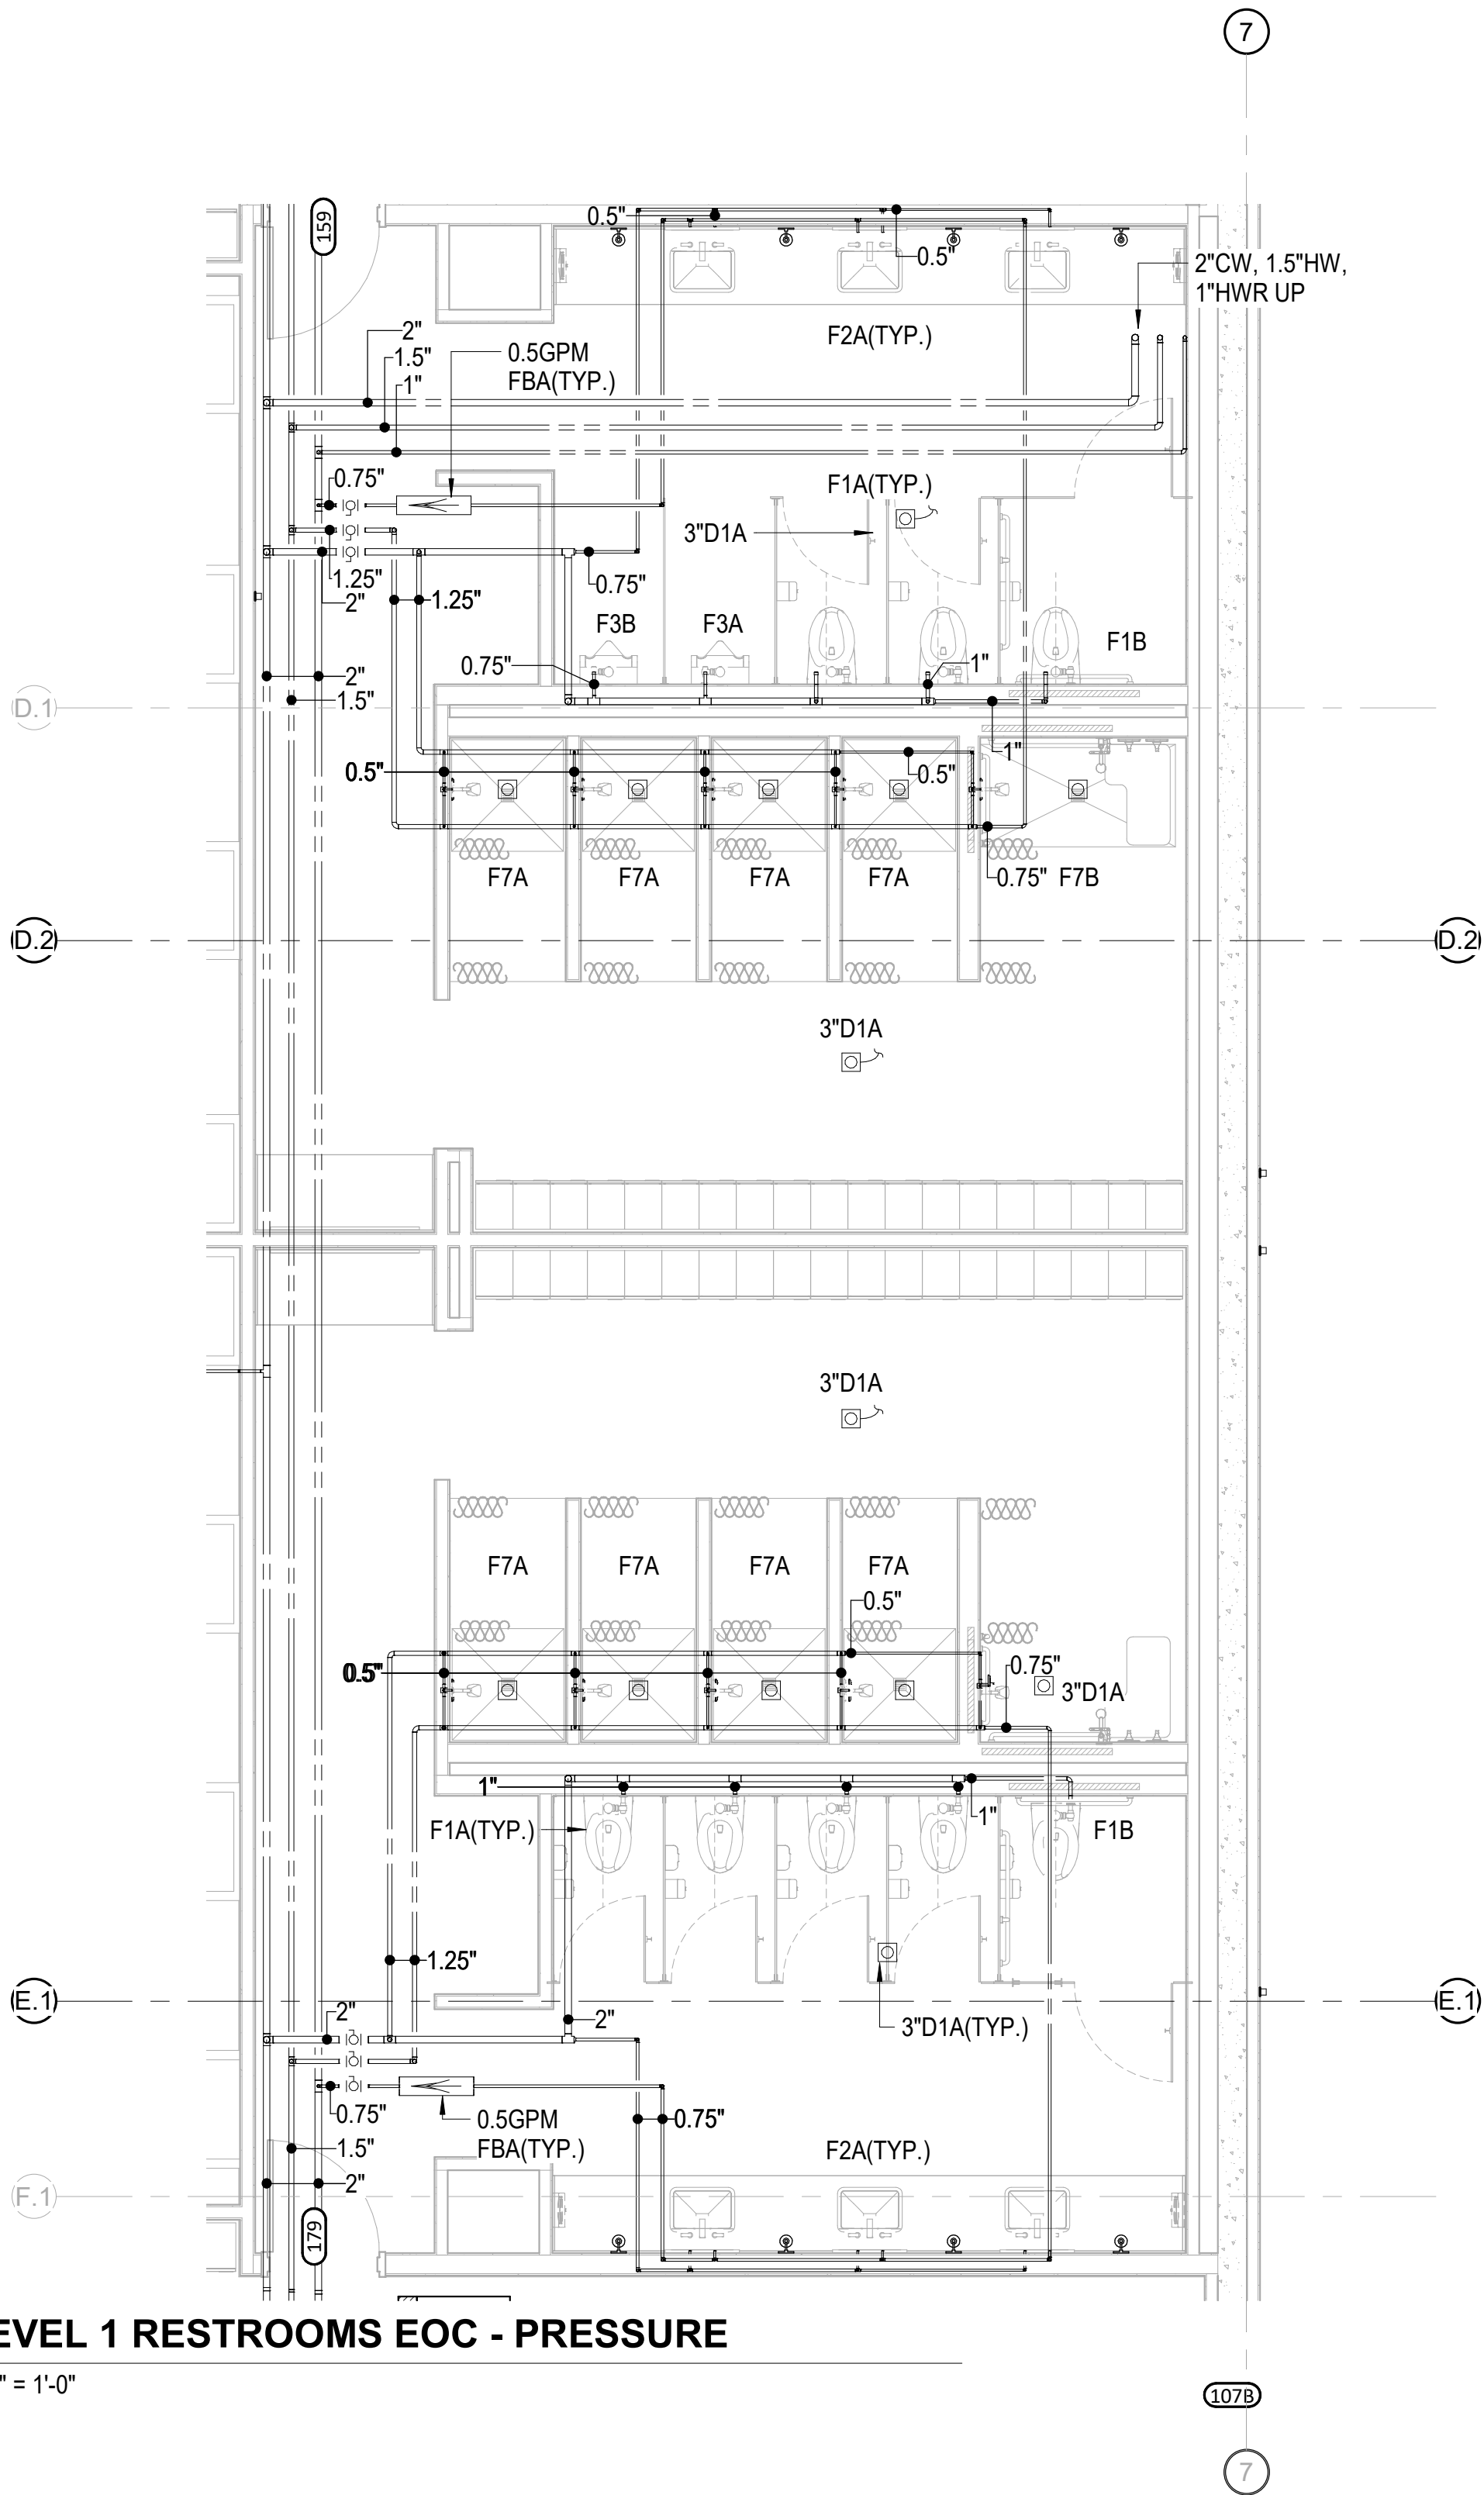 7
159
0.5"
0.5"
2"CW, 1.5"HW,
1"HWR UP
F2A(TYP.)
2"
1.5"
1"
0.5GPM
FBA(TYP.)
0.75"
F1A(TYP.)
3"D1A
1.25"
2"
0.75"
1.25"
F3B
F3A
F1B
0.75"
1"
2"
1.5"
D.1
1"
0.5"
0.5"
F7A
F7A
F7A
F7A
0.75"
F7B
D.2
D.2
3"D1A
3"D1A
F7A
F7A
F7A
F7A
0.5"
0.5"
0.75"
3"D1A
1"
1"
F1A(TYP.)
F1B
1.25"
E.1
E.1
2"
2"
3"D1A(TYP.)
0.75"
0.5GPM
FBA(TYP.)
0.75"
1.5"
F2A(TYP.)
2"
F.1
179
EVEL 1 RESTROOMS EOC - PRESSURE
" = 1'-0"
107B
7